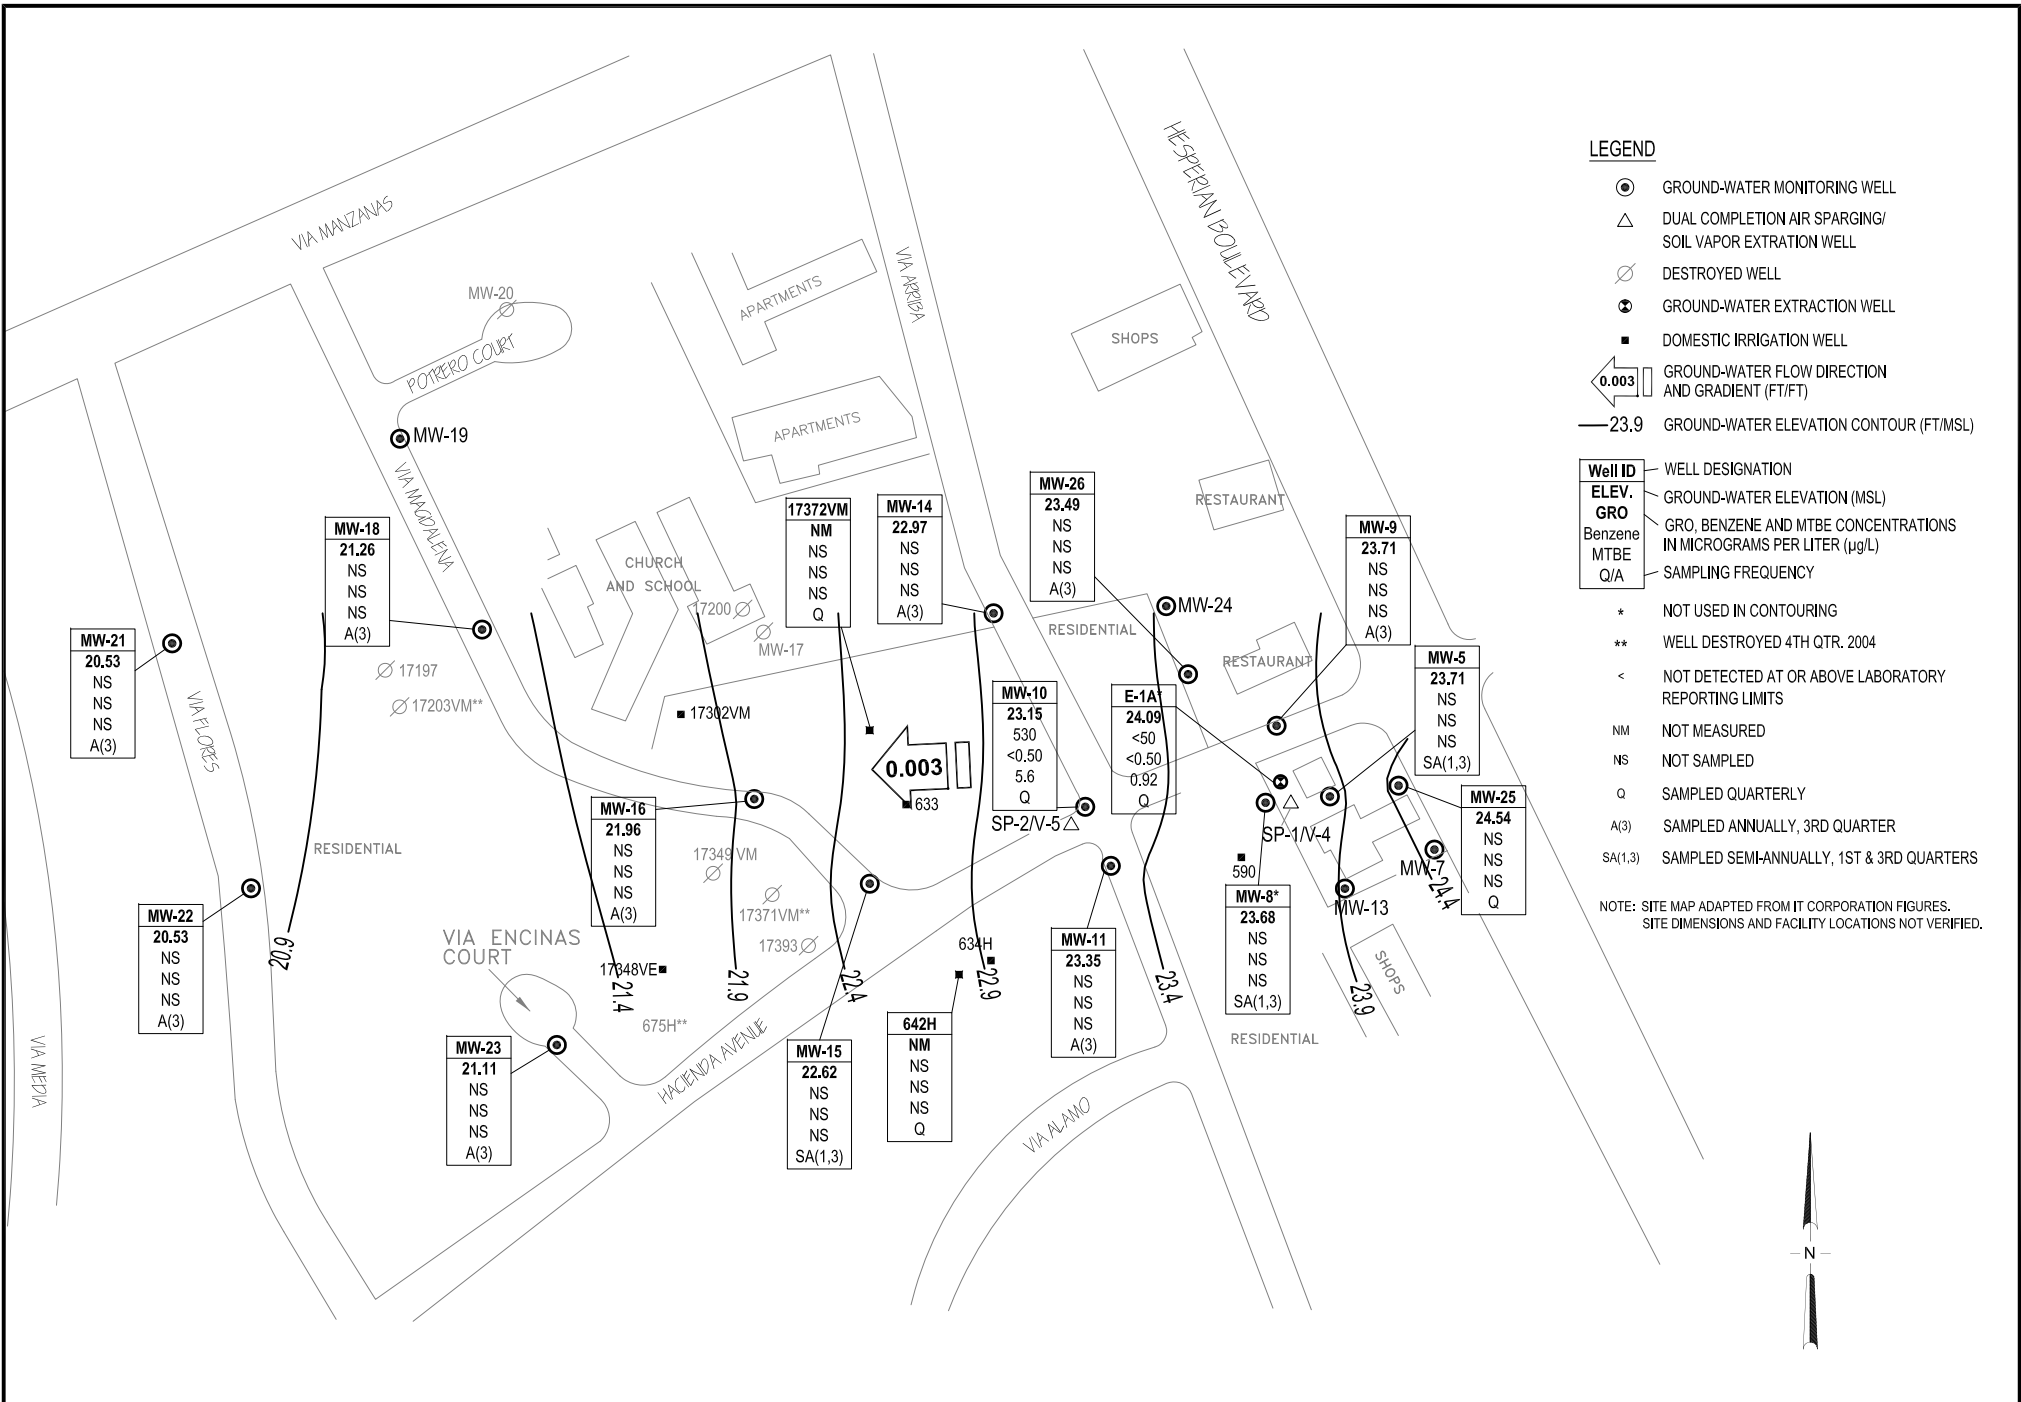 LEGEND
GROUND-WATER MONITORING WELL
DUAL COMPLETION AIR SPARGING/
SOIL VAPOR EXTRATION WELL
DESTROYED WELL
GROUND-WATER EXTRACTION WELL
DOMESTIC IRRIGATION WELL
0.003
GROUND-WATER FLOW DIRECTION
AND GRADIENT (FT/FT)
23.9 GROUND-WATER ELEVATION CONTOUR (FT/MSL)
Well ID
ELEV.
GRO
Benzene
MTBE
Q/A
WELL DESIGNATION
GROUND-WATER ELEVATION (MSL)
GRO, BENZENE AND MTBE CONCENTRATIONS
IN MICROGRAMS PER LITER (µg/L)
SAMPLING FREQUENCY
* NOT USED IN CONTOURING
** WELL DESTROYED 4TH QTR. 2004
< NOT DETECTED AT OR ABOVE LABORATORY
REPORTING LIMITS
NM NOT MEASURED
NS NOT SAMPLED
Q SAMPLED QUARTERLY
A(3) SAMPLED ANNUALLY, 3RD QUARTER
SA(1,3) SAMPLED SEMI-ANNUALLY, 1ST & 3RD QUARTERS
NOTE: SITE MAP ADAPTED FROM IT CORPORATION FIGURES.
SITE DIMENSIONS AND FACILITY LOCATIONS NOT VERIFIED.
N
VIA MANZANAS
HESPERIAN BOULEVARD
VIA ARRIBA
MW-20
POTRERO COURT
APARTMENTS
SHOPS
APARTMENTS
MW-19
VIA MAGDALENA
RESTAURANT
CHURCH
AND SCHOOL
17200
MW-17
MW-18
21.26
NS
NS
NS
A(3)
17372VM
NM
NS
NS
NS
Q
MW-14
22.97
NS
NS
NS
A(3)
MW-26
23.49
NS
NS
NS
A(3)
MW-9
23.71
NS
NS
NS
A(3)
MW-24
RESIDENTIAL
RESTAURANT
MW-21
20.53
NS
NS
NS
A(3)
17197
17203VM**
17302VM
VIA FLORES
MW-5
23.71
NS
NS
NS
SA(1,3)
MW-10
23.15
530
<0.50
5.6
Q
E-1A*
24.09
<50
<0.50
0.92
Q
0.003
633
SP-2/V-5
SP-1/V-4
MW-25
24.54
NS
NS
NS
Q
MW-16
21.96
NS
NS
NS
A(3)
RESIDENTIAL
17349 VM
17371VM**
17393
590
MW-7
24.4
MW-13
MW-8*
23.68
NS
NS
NS
SA(1,3)
MW-22
20.53
NS
NS
NS
A(3)
VIA ENCINAS
COURT
17348VE
634H
MW-11
23.35
NS
NS
NS
A(3)
SHOPS
20.9
21.4
21.9
22.4
22.9
23.4
23.9
RESIDENTIAL
675H**
MW-23
21.11
NS
NS
NS
A(3)
HACIENDA AVENUE
MW-15
22.62
NS
NS
NS
SA(1,3)
642H
NM
NS
NS
NS
Q
VIA MEDIA
VIA ALAMO